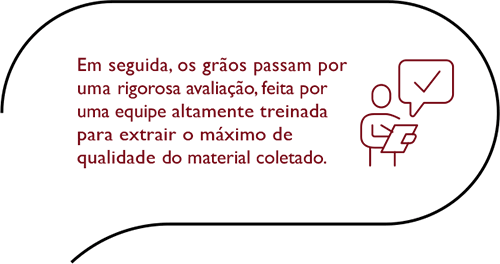 Em seguida, os grãos passam por
uma rigorosa avaliação, feita por
uma equipe altamente treinada
para extrair o máximo de
qualidade do material coletado.